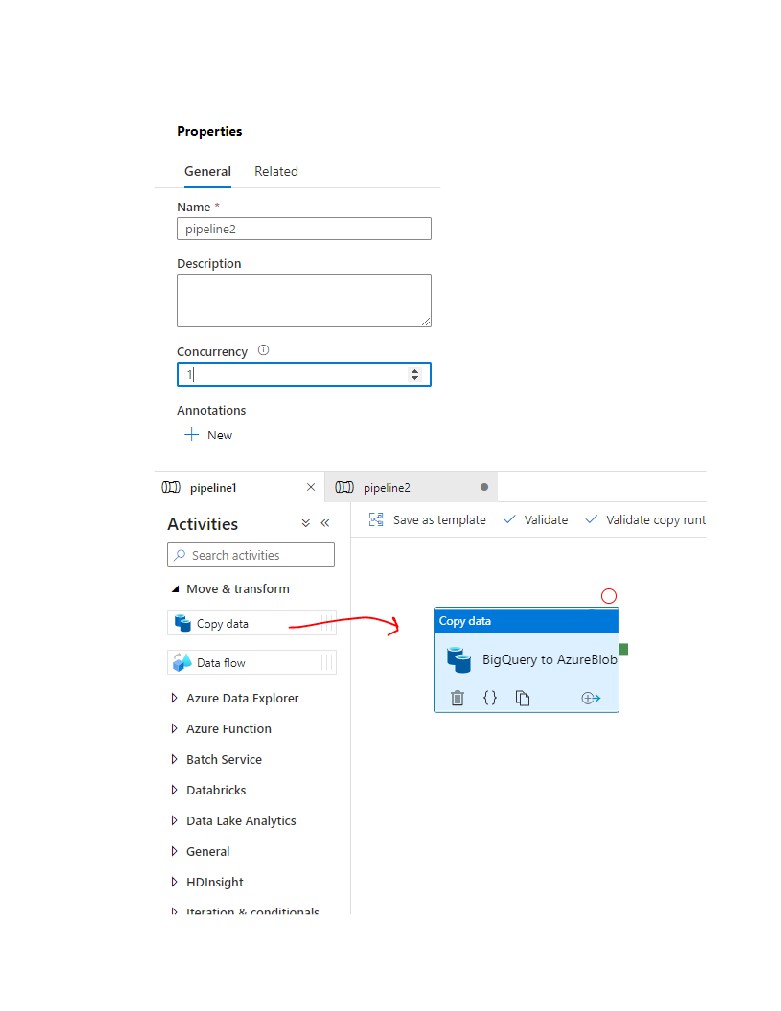 Properties
General Related
Name *
pipeline2
Description
Concurrency
1
Annotations
New
pipeline1 pipeline2
Activities
Save as template Validate Validate copy runt
Search activities
Move & transform
Copy data
Copy data
BigQuery to AzureBlob
Data flow
Azure Data Explorer
Azure Function
Batch Service
Databricks
Data Lake Analytics
General
HDInsight
Iteration & conditionals